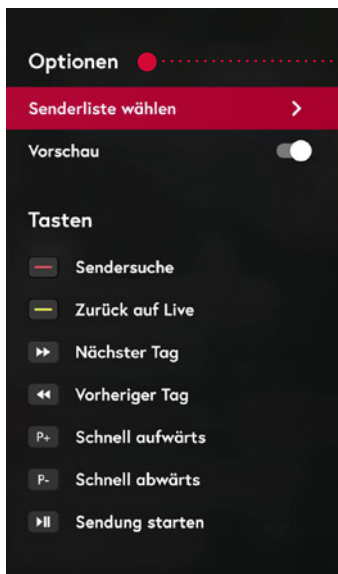 Optionen
Senderliste wählen
Vorschau
Tasten
Sendersuche
Zurück auf Live
Nächster Tag
Vorheriger Tag
P+ Schnell aufwärts
P- Schnell abwärts
Sendung starten